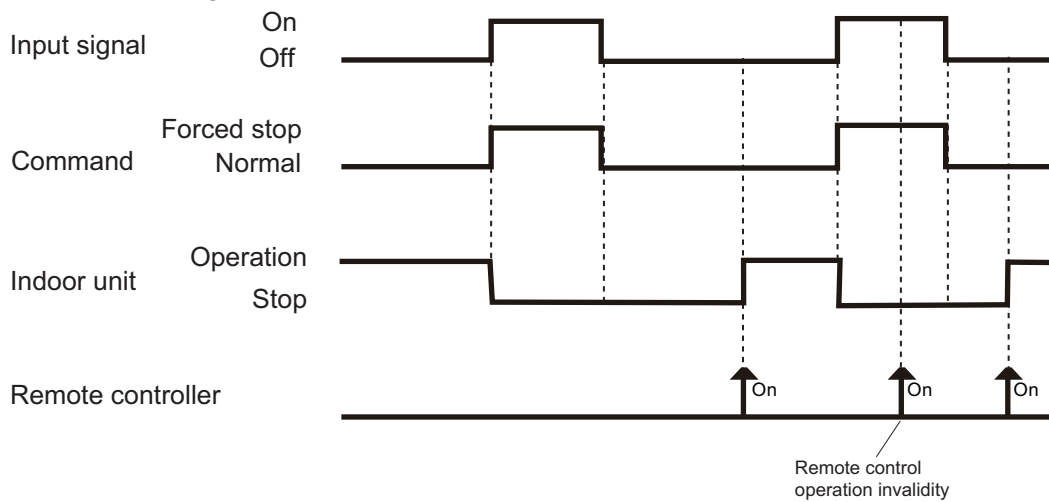 On
Input signal
Off
Forced stop
Command
Normal
Operation
Indoor unit
Stop
On
On
On
Remote controller
Remote control
operation invalidity